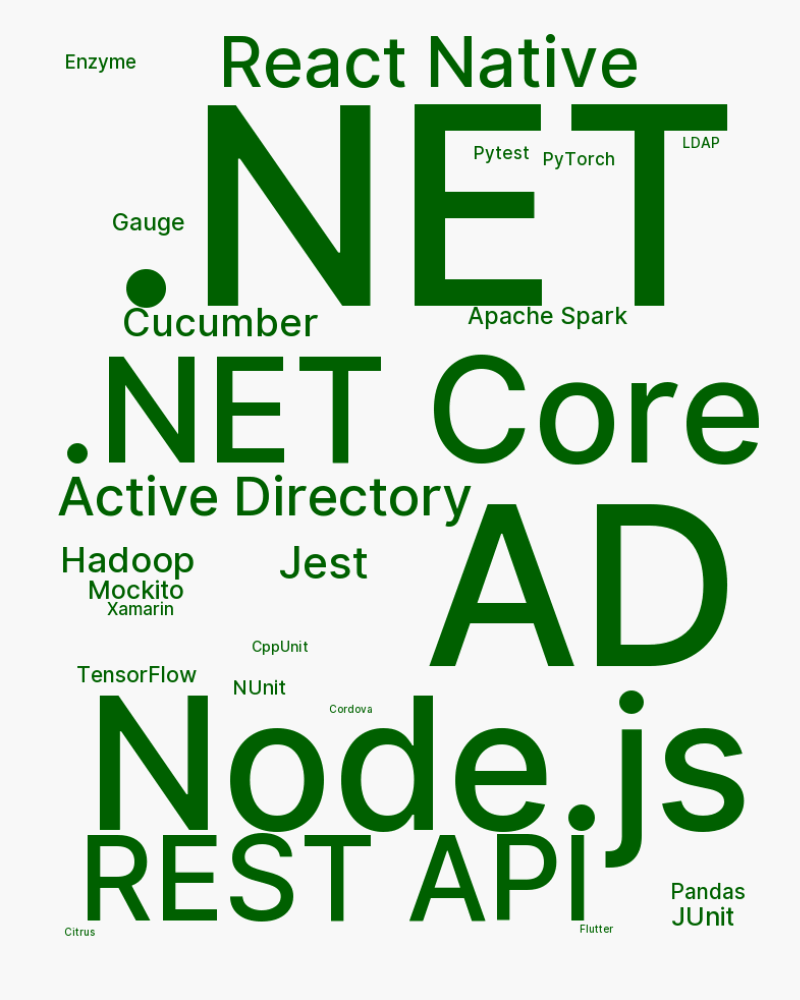 React Native
Enzyme
.NET
LDAP
Pytest
PyTorch
Gauge
Cucumber
Apache Spark
.NET Core
Active Directory
AD
Hadoop
Jest
Mockito
Xamarin
CppUnit
TensorFlow
NUnit
Cordova
Node.js
REST API
Pandas
JUnit
Citrus
Flutter